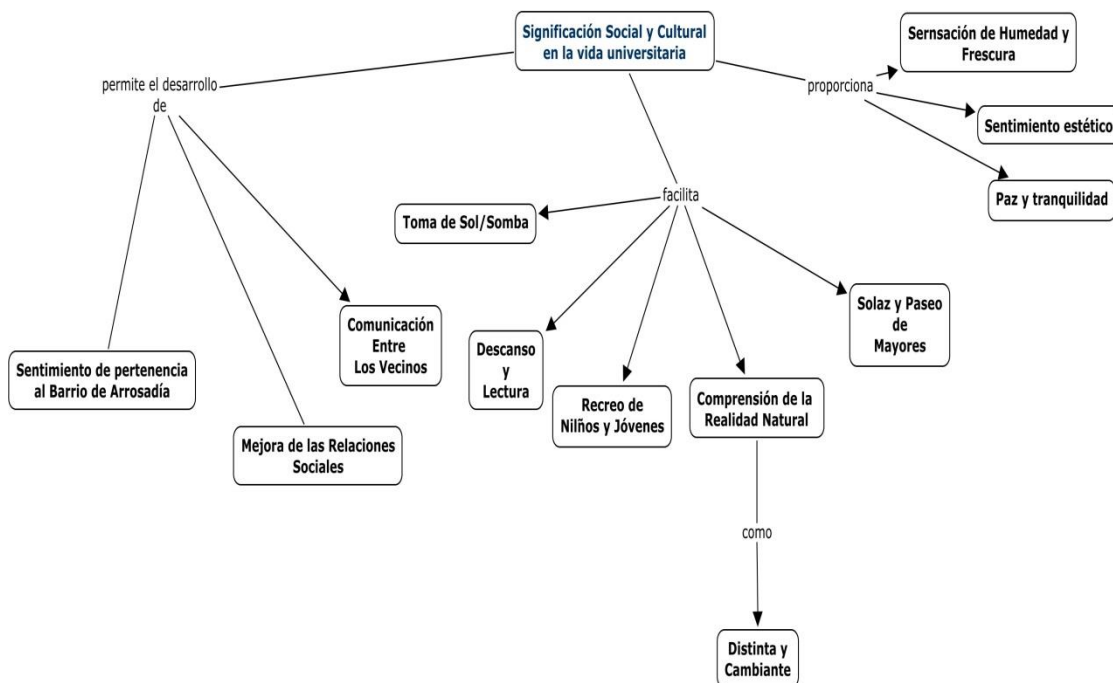 Significación Social y Cultural
en la vida universitaria
Sernsación de Humedad y
Frescura
permite el desarrollo
de
proporciona
Sentimiento estético
Paz y tranquilidad
facilita
Toma de Sol/Somba
Solaz y Paseo
de
Mayores
Comunicación
Entre
Los Vecinos
Descanso
y
Lectura
Sentimiento de pertenencia
al Barrio de Arrosadía
Recreo de
Nilños y Jóvenes
Comprensión de la
Realidad Natural
Mejora de las Relaciones
Sociales
como
Distinta y
Cambiante